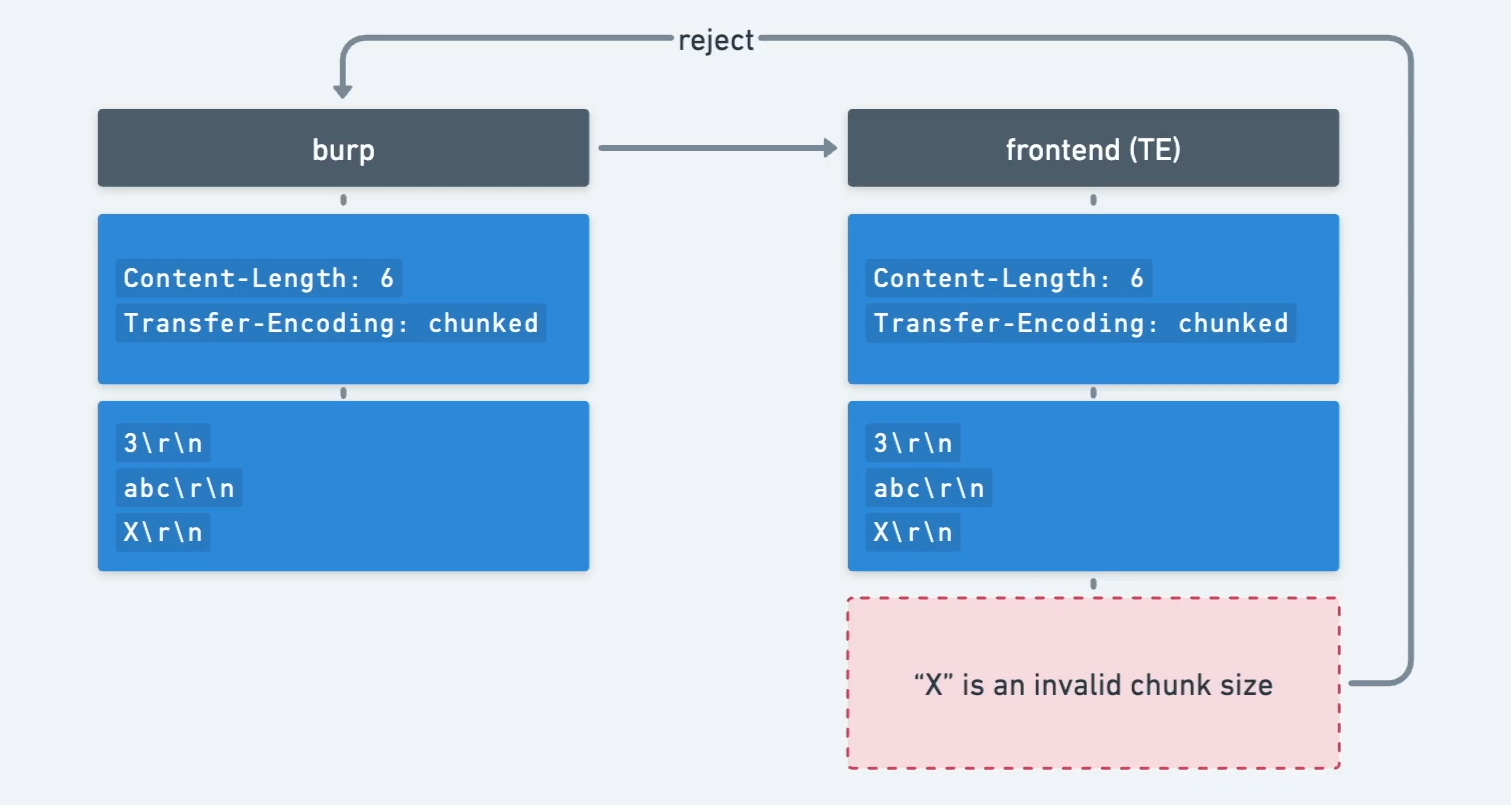 reject
burp
frontend (TE)
Content-Length: 6
Transfer-Encoding: chunked
Content-Length: 6
Transfer-Encoding: chunked
3\r\n
abc\r\n
X\r\n
3\r\n
abc\r\n
X\r\n
“X” is an invalid chunk size